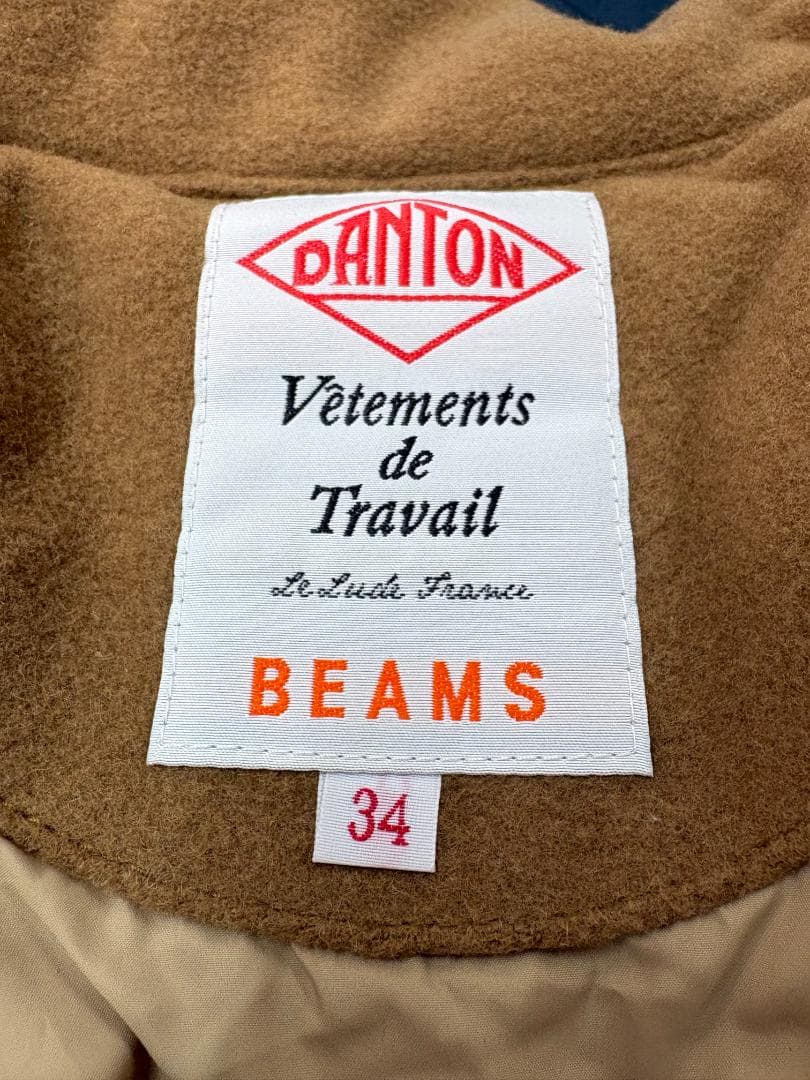 DANTON
Vêtements
de
Travail
Le Lude France
BEAMS
34